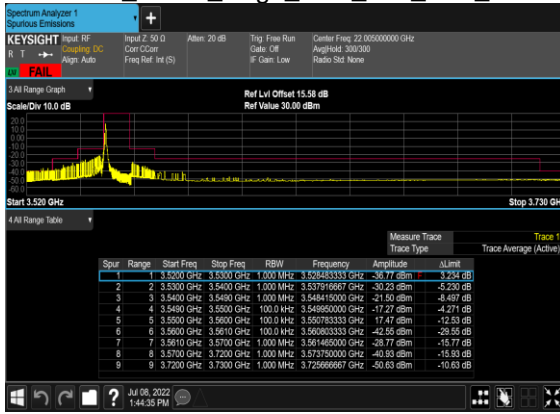 Spectrum Analyzer 1
Spurious Emissions
+
KEYSIGHT Input: RF Input Z: 50 Ω Atten: 20 dB Trig: Free Run Center Freq: 22.005000000 GHz
R T Coupling: DC Corr CCorr Gate: Off Avg|Hold: 300/300
Align: Auto Freq Ref: Int (S) IF Gain: Low Radio Std: None
LXI FAIL
3 All Range Graph Ref Lvl Offset 15.58 dB
Scale/Div 10.0 dB Ref Value 30.00 dBm
20.0
10.0
0.00
-10.0
-20.0
-30.0
-40.0
-50.0
-60.0
Start 3.520 GHz Stop 3.730 GH
4 All Range Table
Measure Trace Trace 1
Trace Type Trace Average (Active)
Spur Range Start Freq Stop Freq RBW Frequency Amplitude ΔLimit
1 1 3.5200 GHz 3.5300 GHz 1.000 MHz 3.528483333 GHz -36.77 dBm F 3.234 dB
2 2 3.5300 GHz 3.5400 GHz 1.000 MHz 3.537916667 GHz -30.23 dBm -5.230 dB
3 3 3.5400 GHz 3.5490 GHz 1.000 MHz 3.548415000 GHz -21.50 dBm -8.497 dB
4 4 3.5490 GHz 3.5500 GHz 100.0 kHz 3.549950000 GHz -17.27 dBm -4.271 dB
5 5 3.5500 GHz 3.5600 GHz 100.0 kHz 3.550783333 GHz 17.47 dBm -12.53 dB
6 6 3.5600 GHz 3.5610 GHz 100.0 kHz 3.560803333 GHz -42.55 dBm -29.55 dB
7 7 3.5610 GHz 3.5700 GHz 1.000 MHz 3.561465000 GHz -28.77 dBm -15.77 dB
8 8 3.5700 GHz 3.7200 GHz 1.000 MHz 3.573750000 GHz -40.93 dBm -15.93 dB
9 9 3.7200 GHz 3.7300 GHz 1.000 MHz 3.725666667 GHz -50.63 dBm -10.63 dB
? Jul 08, 2022
1:44:35 PM